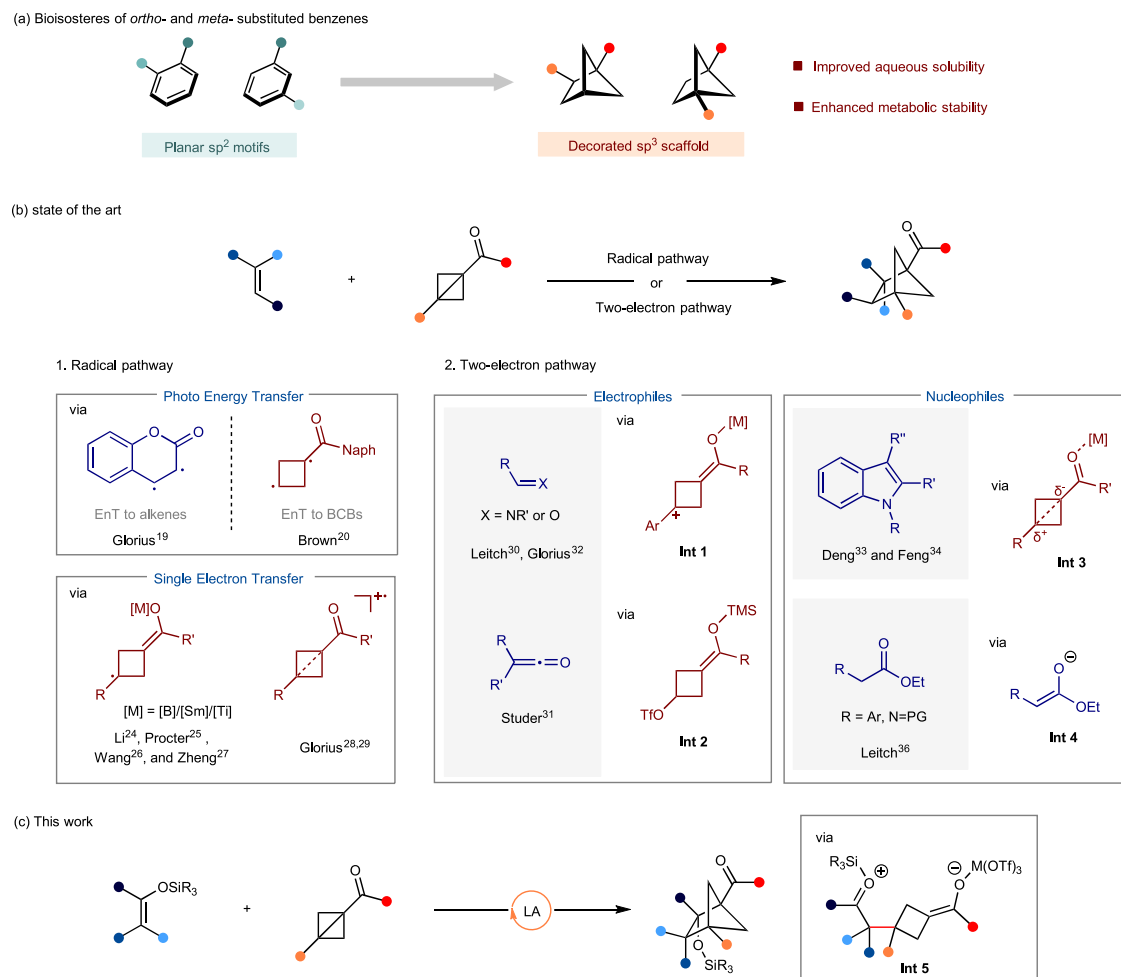 (a) Bioisosteres of ortho- and meta- substituted benzenes
Improved aqueous solubility
Enhanced metabolic stability
Planar sp2 motifs
Decorated sp3 scaffold
(b) state of the art
+
O
Radical pathway
or
Two-electron pathway
O
1. Radical pathway
Photo Energy Transfer
via
O
O
O
Naph
EnT to alkenes
EnT to BCBs
Glorius19
Brown20
Single Electron Transfer
via
[M]O
R'
R
O
R'
R
+•
[M] = [B]/[Sm]/[Ti]
Li24, Procter25,
Wang26, and Zheng27
Glorius28,29
2. Two-electron pathway
Electrophiles
R
X
X = NR' or O
Leitch30, Glorius32
via
[M]
O
R
Ar
+
Int 1
R
R'
•=O
Studer31
via
TMS
O
R
TfO
Int 2
Nucleophiles
R''
R'
N
R
Deng33 and Feng34
via
[M]
O
R'
δ-
R
δ+
Int 3
O
R
OEt
R = Ar, N=PG
Leitch36
via
⊖
O
R
OEt
Int 4
(c) This work
OSiR3
+
O
LA
O
O
SiR3
via
R3Si
⊕
O
⊖
O
M(OTf)3
Int 5